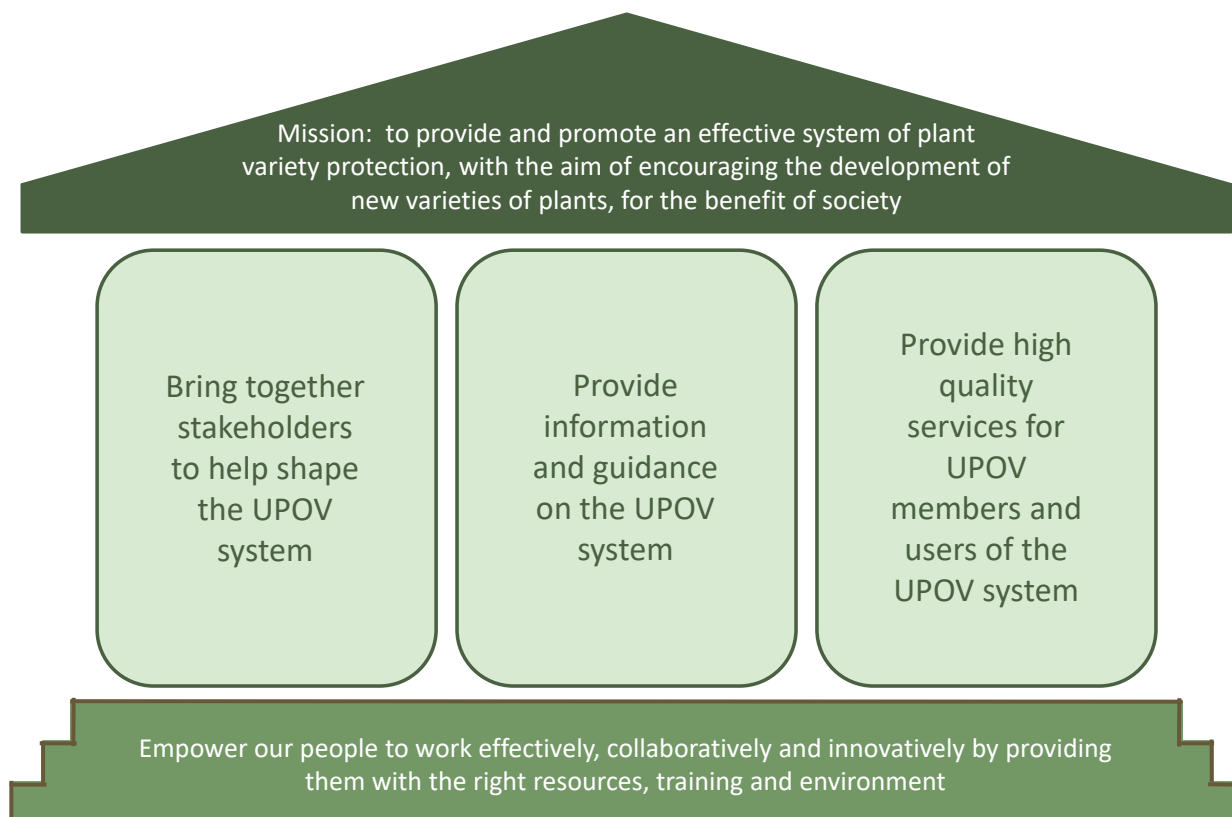 Mission:  to provide and promote an effective system of plant
variety protection, with the aim of encouraging the development of
new varieties of plants, for the benefit of society
Bring together
stakeholders
to help shape
the UPOV
system
Provide
information
and guidance
on the UPOV
system
Provide high
quality
services for
UPOV
members and
users of the
UPOV system
Empower our people to work effectively, collaboratively and innovatively by providing
them with the right resources, training and environment